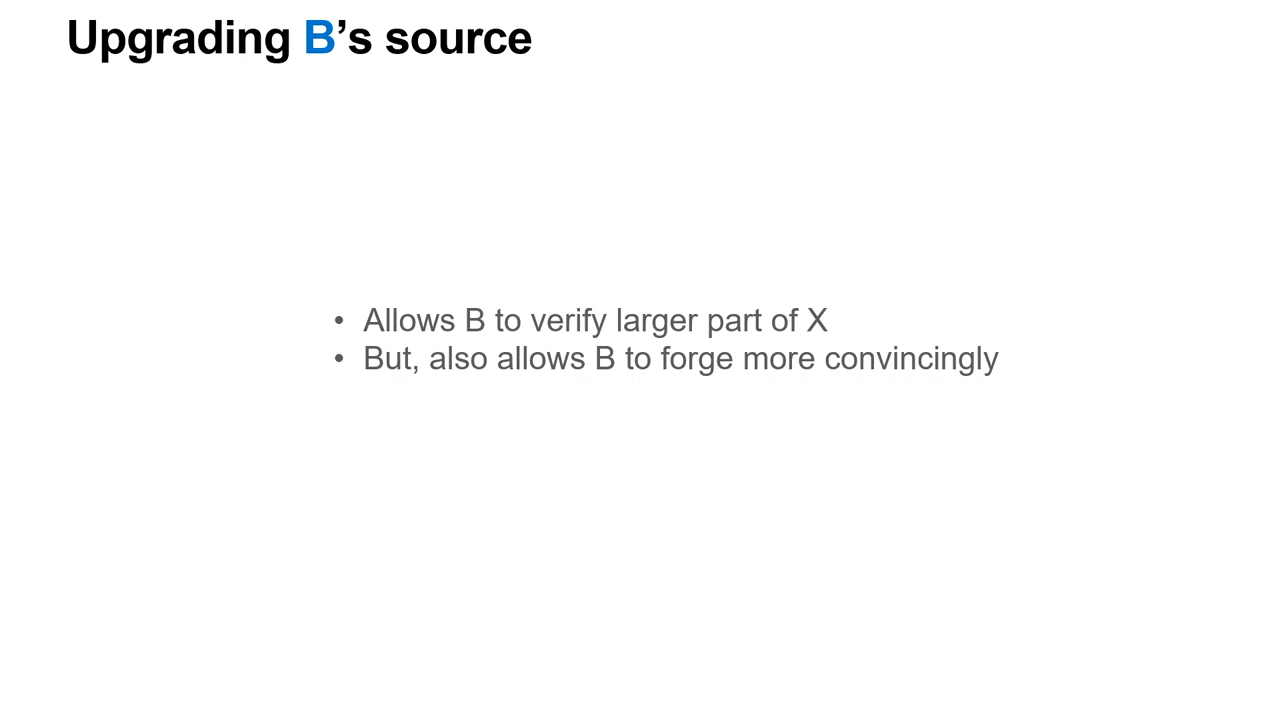 Upgrading B’s source
• Allows B to verify larger part of X
• But, also allows B to forge more convincingly